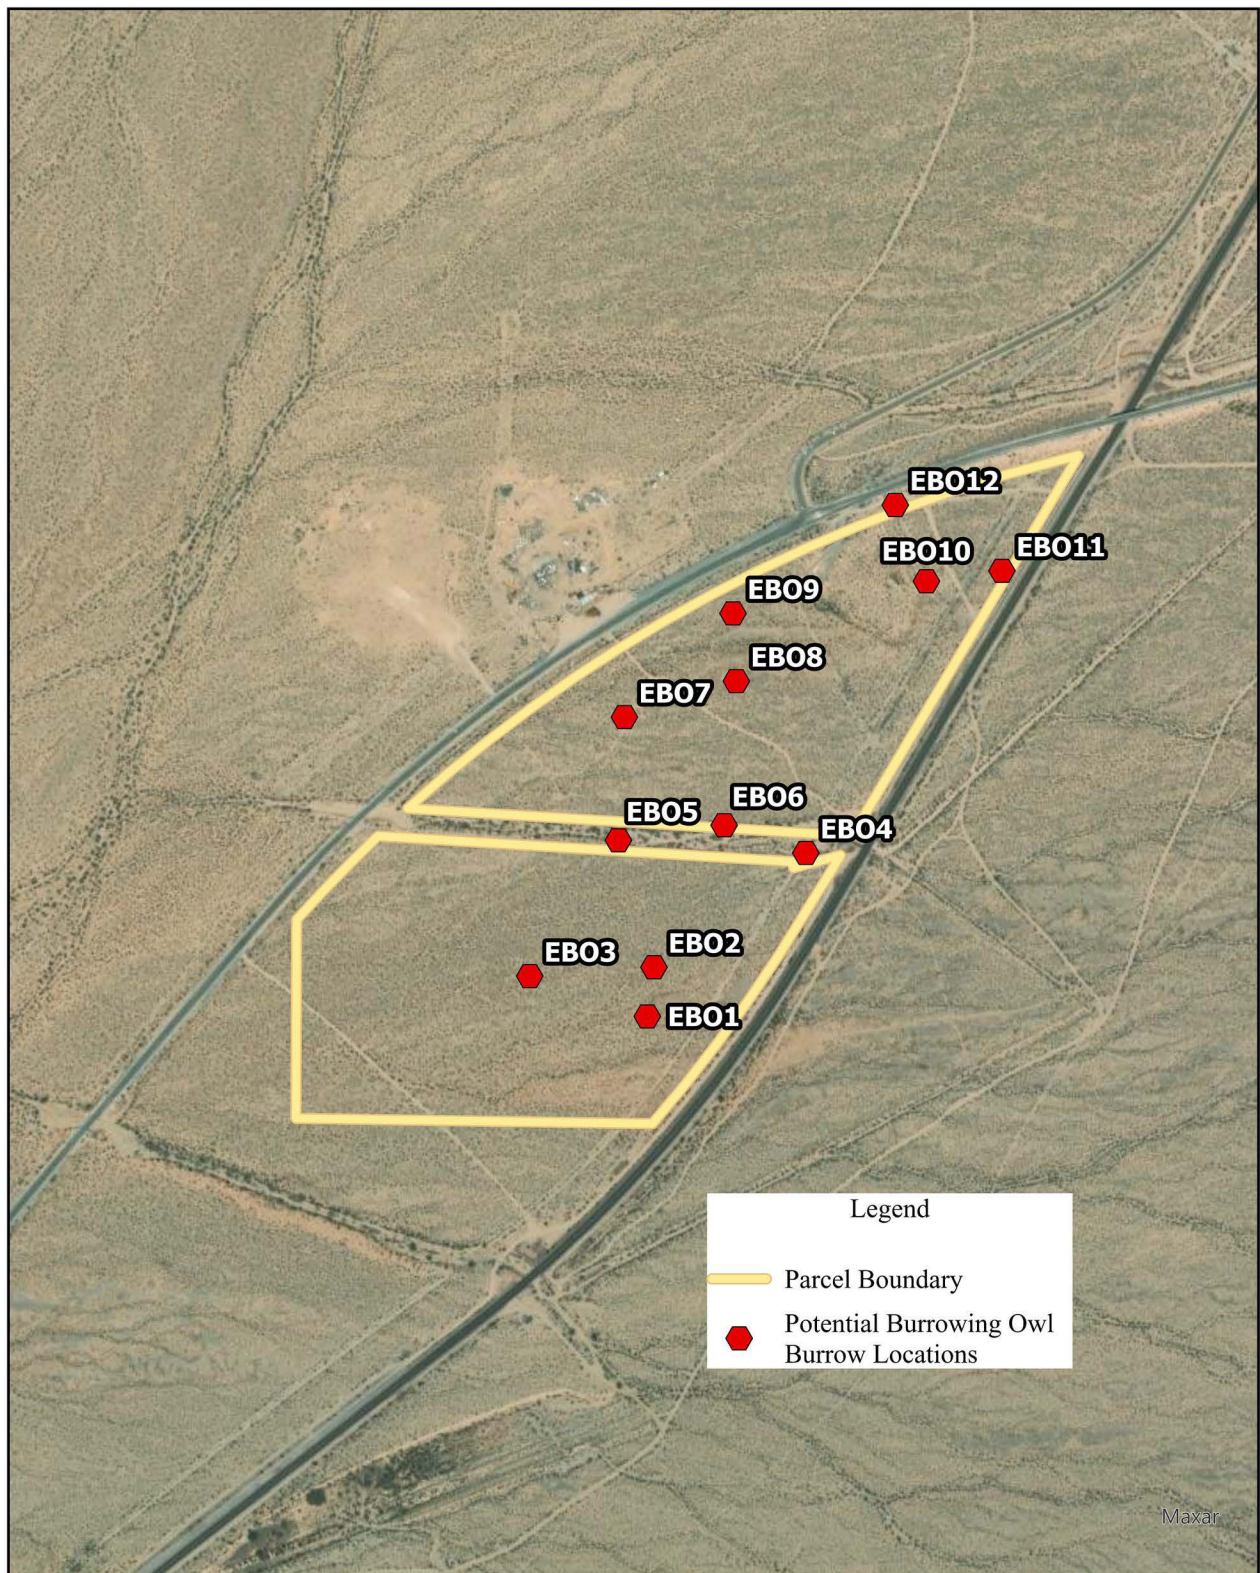 EBO12
EBO10
EBO11
EBO9
EBO8
EBO7
EBO6
EBO5
EBO4
EBO3
EBO2
EBO1
Legend
Parcel Boundary
Potential Burrowing Owl
Burrow Locations
Maxar